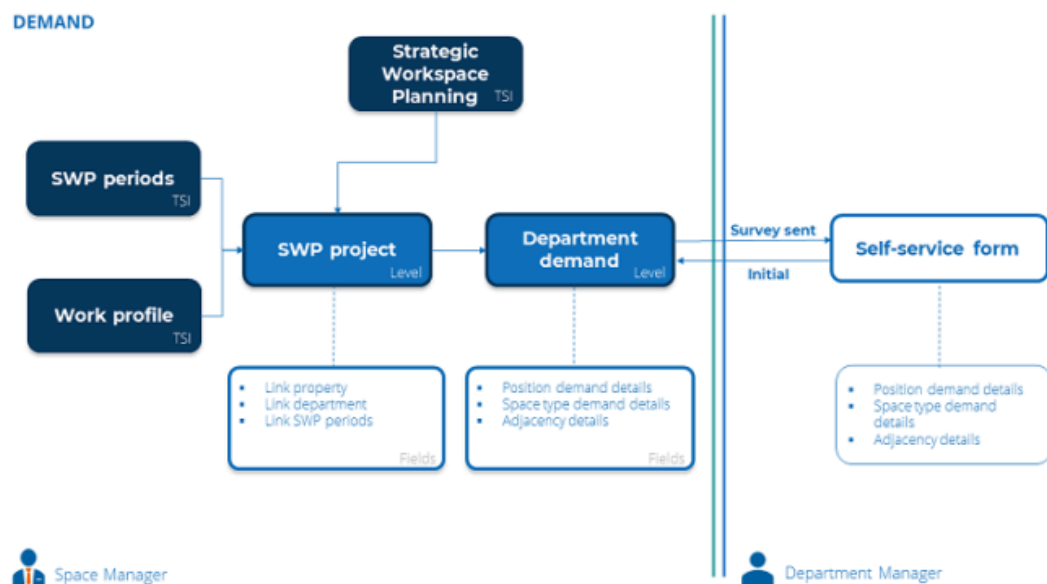 DEMAND
Strategic
Workspace
Planning
TSI
SWP periods
TSI
Work profile
TSI
SWP project
Level
Department
demand
Level
Survey sent
Initial
Self-service form
▪ Link property
▪ Link department
▪ Link SWP periods
Fields
▪ Position demand details
▪ Space type demand details
▪ Adjacency details
Fields
▪ Position demand details
▪ Space type demand
details
▪ Adjacency details
Space Manager
Department Manager